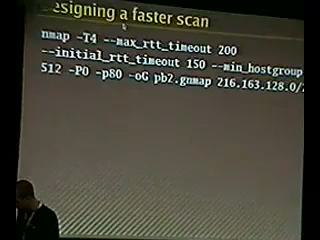 esigning a faster scan
nmap -T4 --max_rtt_timeout 200
--initial_rtt_timeout 150 --min_hostgroup
512 -P0 -p80 -oG pb2.gnmap 216.163.128.0/